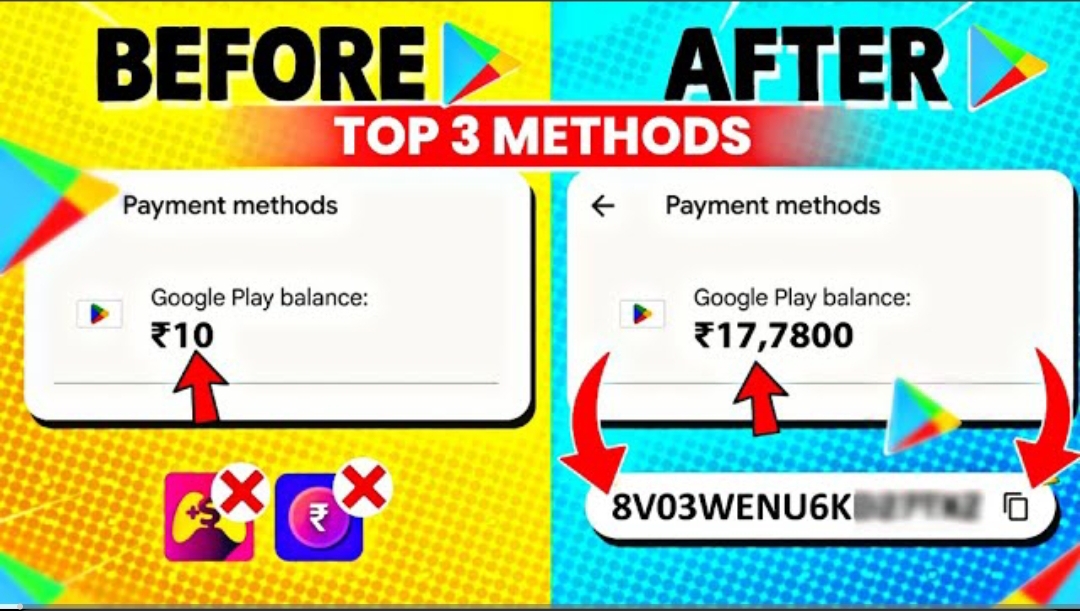 BEFORE
AFTER
TOP 3 METHODS
Payment methods
Google Play balance:
₹10
Payment methods
Google Play balance:
₹17,7800
+$
₹
8V03WENU6K